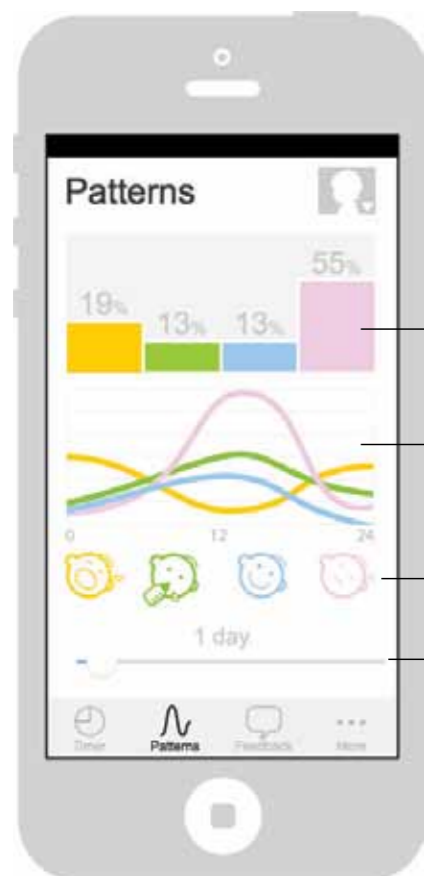 Patterns
55%
19% 13% 13%
0 12 24
1 day
Timer Patterns Feedback More